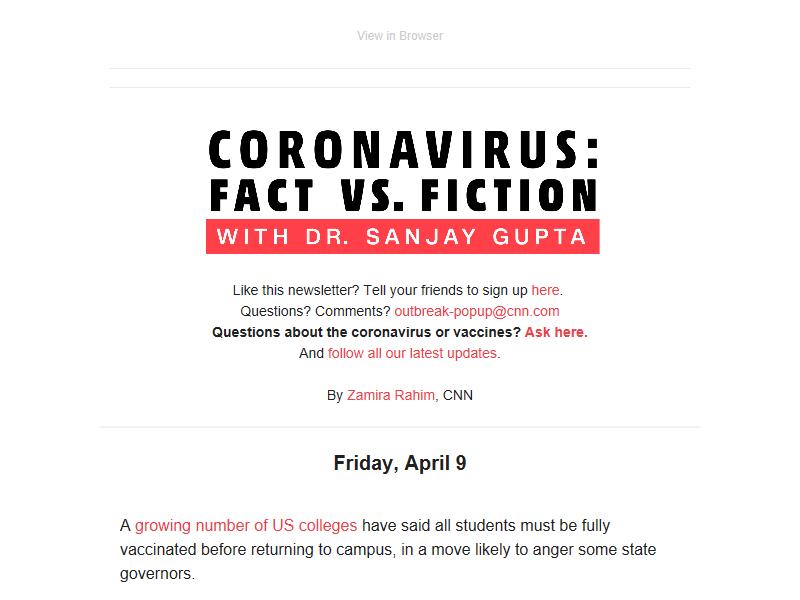 View in Browser
CORONAVIRUS:
FACT VS. FICTION
WITH DR. SANJAY GUPTA
Like this newsletter? Tell your friends to sign up here.
Questions? Comments? outbreak-popup@cnn.com
Questions about the coronavirus or vaccines? Ask here.
And follow all our latest updates.
By Zamira Rahim, CNN
Friday, April 9
A growing number of US colleges have said all students must be fully
vaccinated before returning to campus, in a move likely to anger some state
governors.